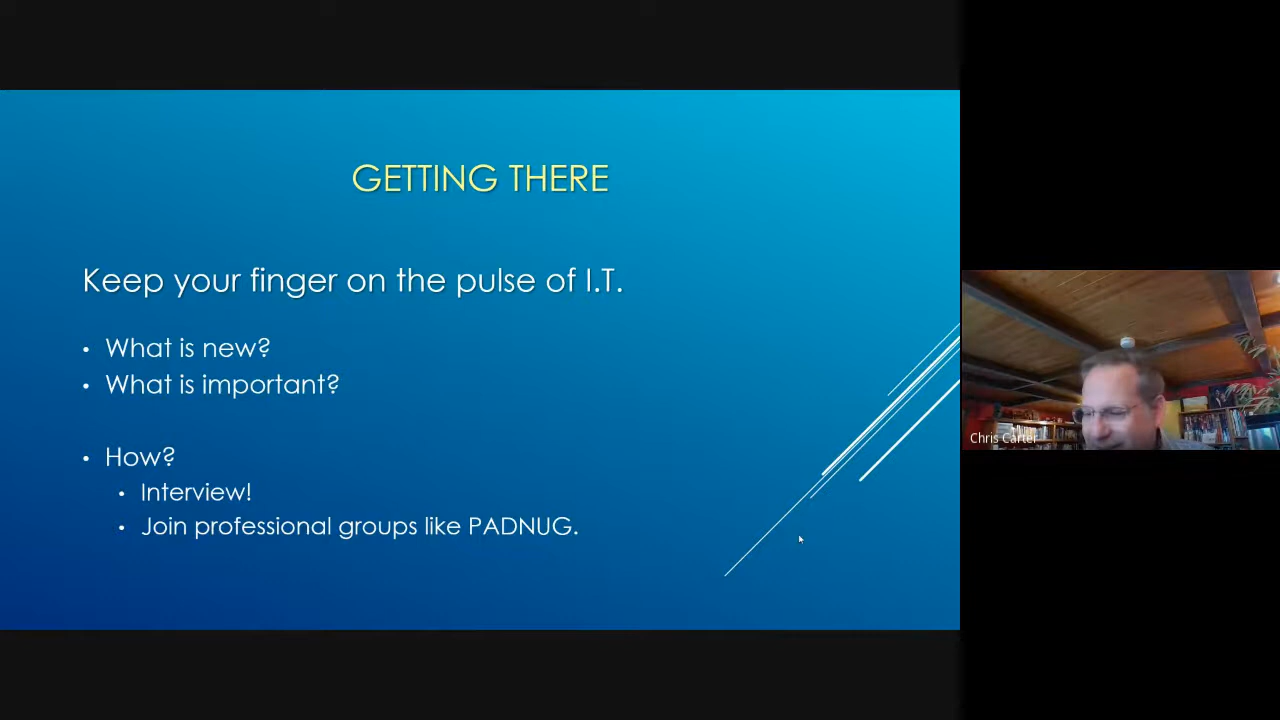 GETTING THERE
Keep your finger on the pulse of I.T.
• What is new?
• What is important?
• How?
• Interview!
• Join professional groups like PADNUG.
Chris Carter